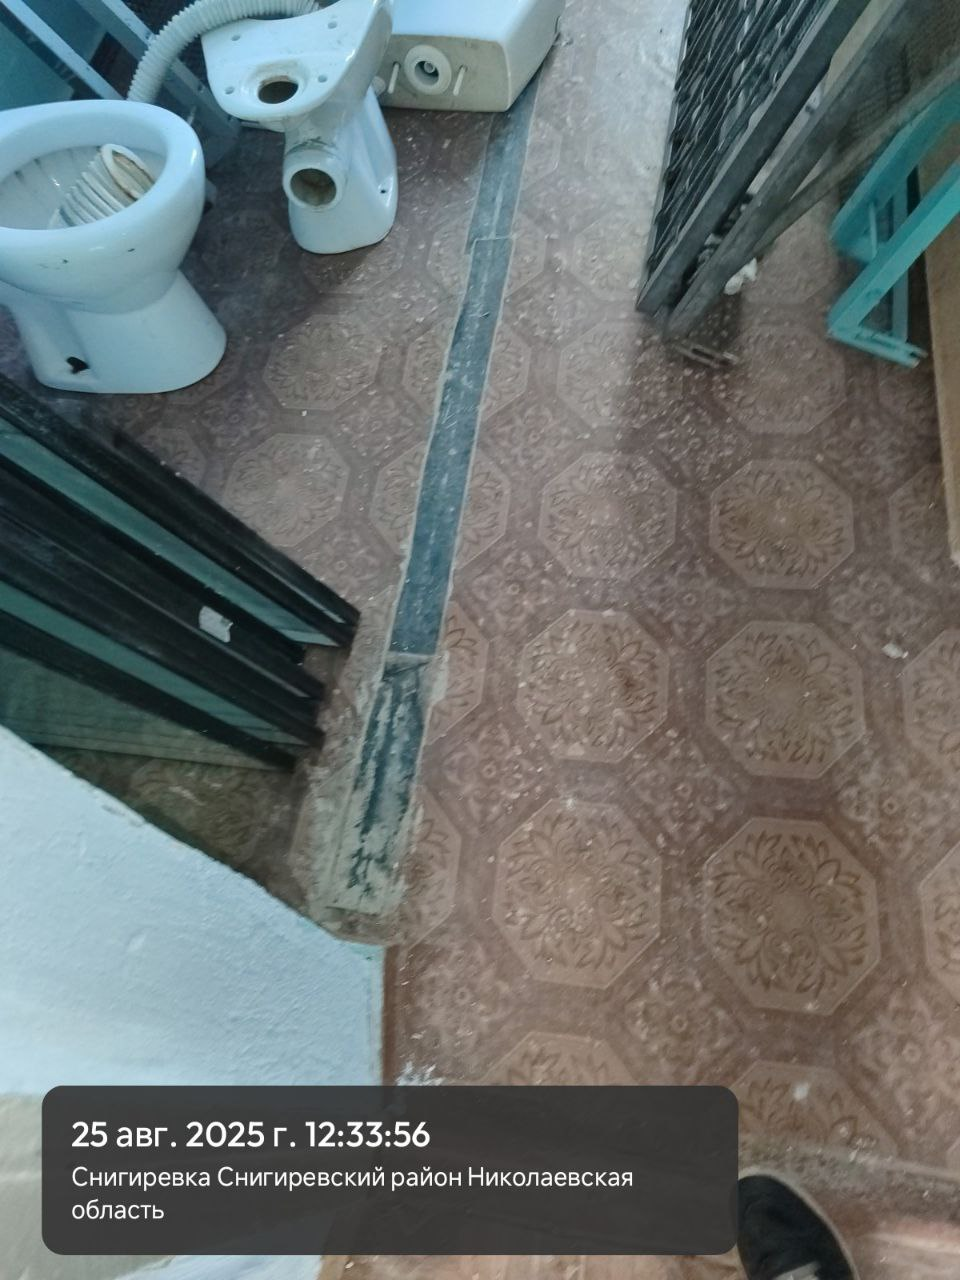 25 авг. 2025 г. 12:33:56
Снигиревка Снигиревский район Николаевская
область